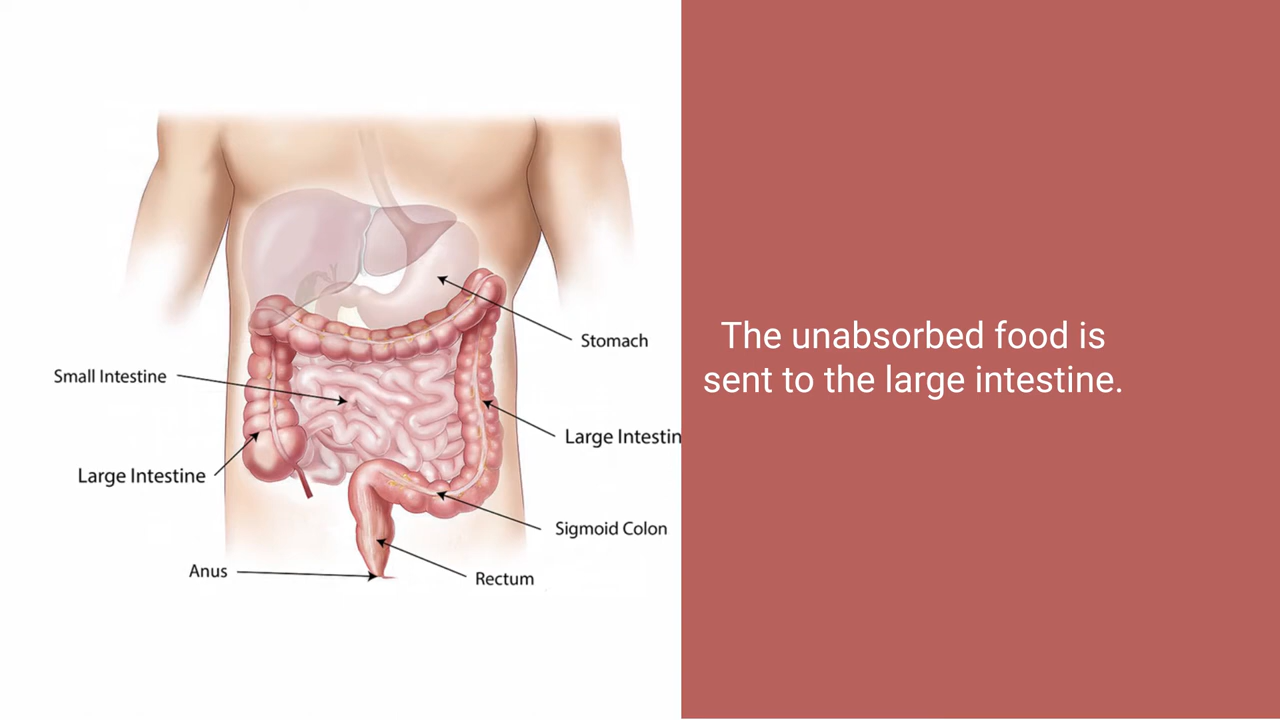 Stomach
Small Intestine
Large Intestin
Large Intestine
Sigmoid Colon
Anus
Rectum
The unabsorbed food is
sent to the large intestine.